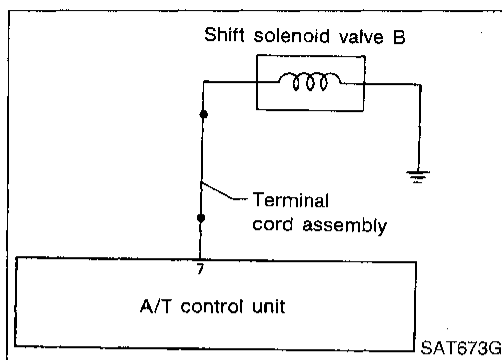 Shift solenoid valve B
Terminal
cord assembly
7
A/T control unit
SAT673G